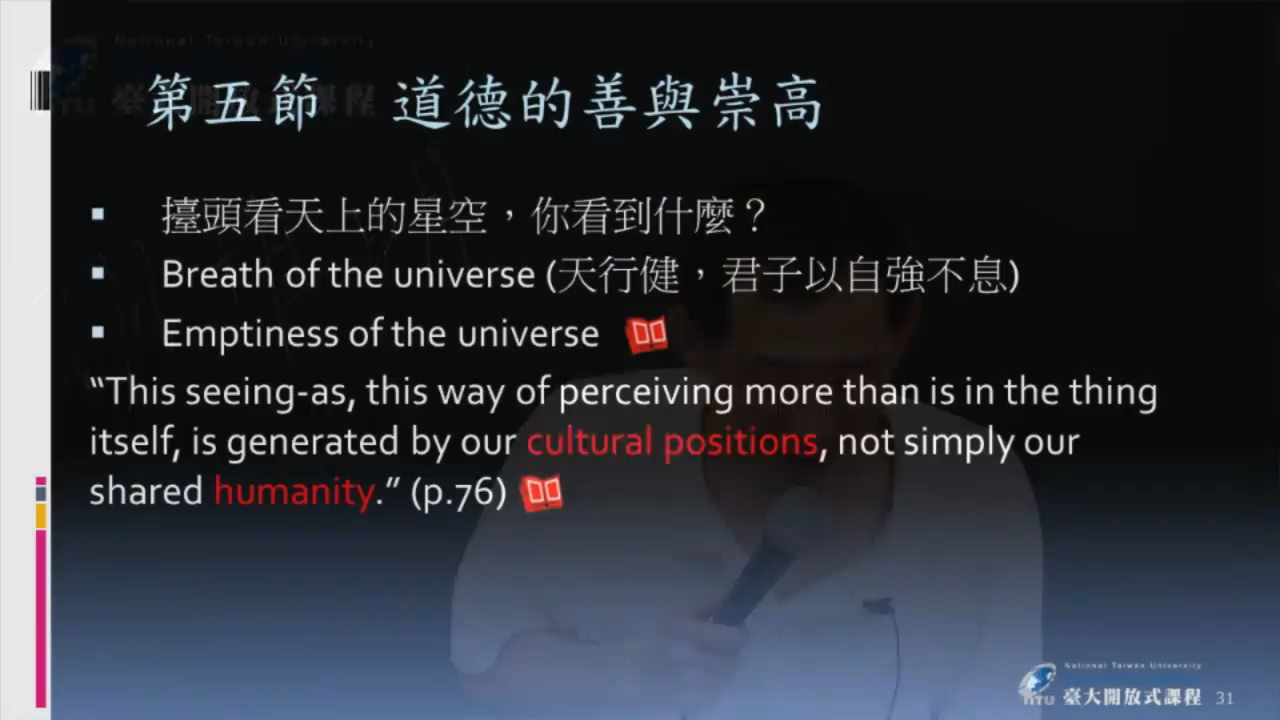 National Taiwan University
第五節 道德的善與崇高
擡頭看天上的星空，你看到什麼？
Breath of the universe (天行健，君子以自強不息)
Emptiness of the universe
“This seeing-as, this way of perceiving more than is in the thing
itself, is generated by our cultural positions, not simply our
shared humanity.” (p.76)
National Taiwan University
NTU 臺大開放式課程 31